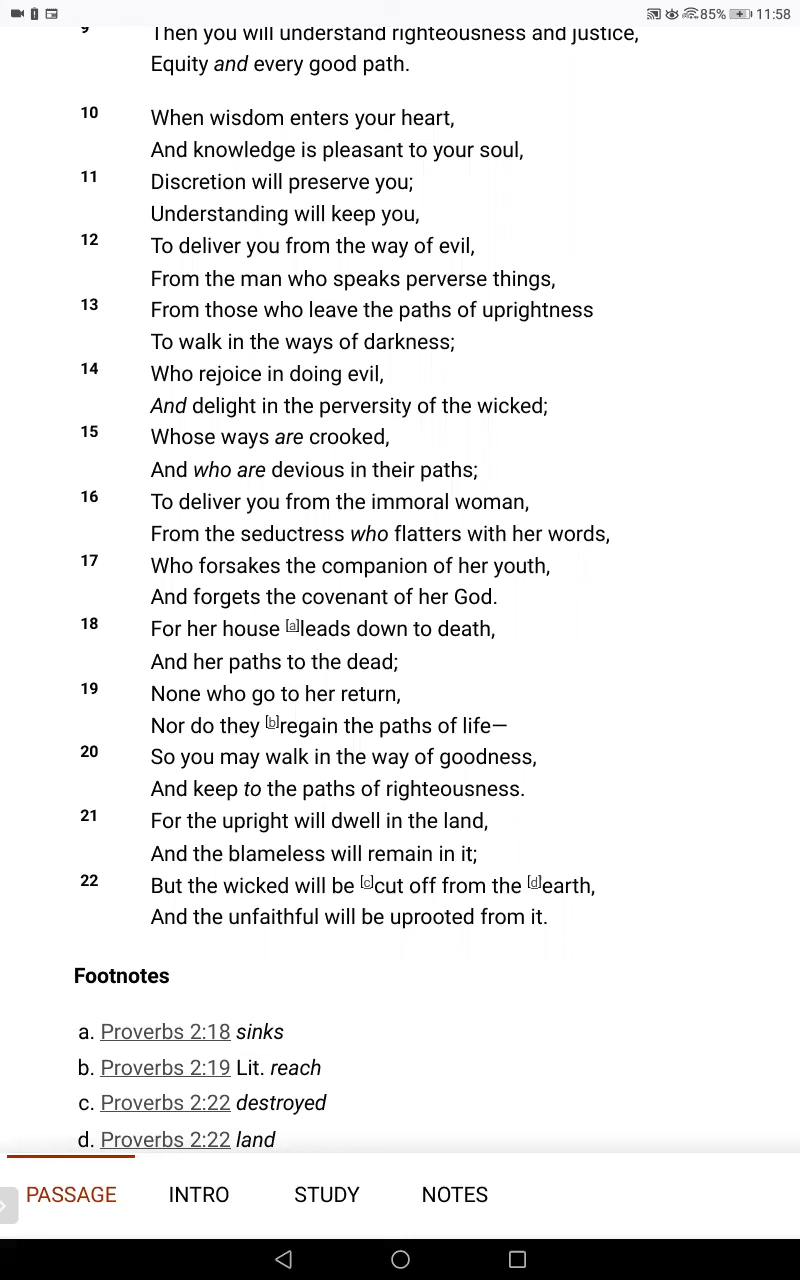 85% 11:58
9 Then you will understand righteousness and justice,
Equity and every good path.
10 When wisdom enters your heart,
And knowledge is pleasant to your soul,
11 Discretion will preserve you;
Understanding will keep you,
12 To deliver you from the way of evil,
From the man who speaks perverse things,
13 From those who leave the paths of uprightness
To walk in the ways of darkness;
14 Who rejoice in doing evil,
And delight in the perversity of the wicked;
15 Whose ways are crooked,
And who are devious in their paths;
16 To deliver you from the immoral woman,
From the seductress who flatters with her words,
17 Who forsakes the companion of her youth,
And forgets the covenant of her God.
18 For her house [a]leads down to death,
And her paths to the dead;
19 None who go to her return,
Nor do they [b]regain the paths of life—
20 So you may walk in the way of goodness,
And keep to the paths of righteousness.
21 For the upright will dwell in the land,
And the blameless will remain in it;
22 But the wicked will be [c]cut off from the [d]earth,
And the unfaithful will be uprooted from it.
Footnotes
a. Proverbs 2:18 sinks
b. Proverbs 2:19 Lit. reach
c. Proverbs 2:22 destroyed
d. Proverbs 2:22 land
PASSAGE INTRO STUDY NOTES